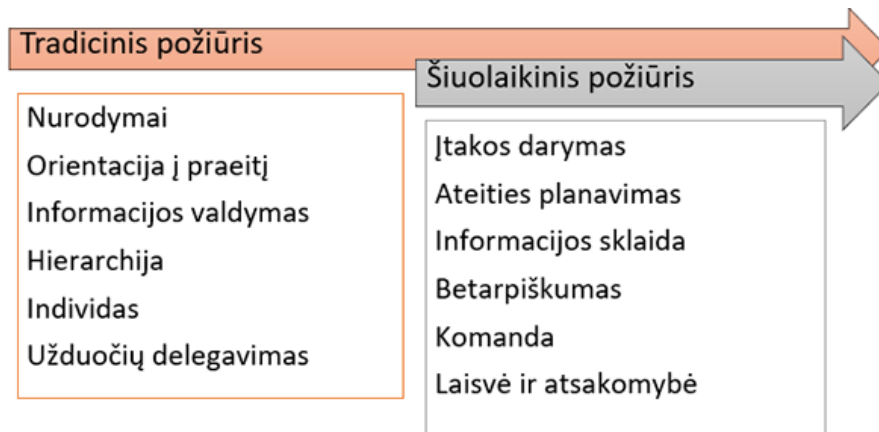 Tradicinis požiūris
Šiuolaikinis požiūris
Nurodymai
Orientacija į praeitį
Informacijos valdymas
Hierarchija
Individas
Užduočių delegavimas
Įtakos darymas
Ateities planavimas
Informacijos sklaida
Betarpiškumas
Komanda
Laisvė ir atsakomybė